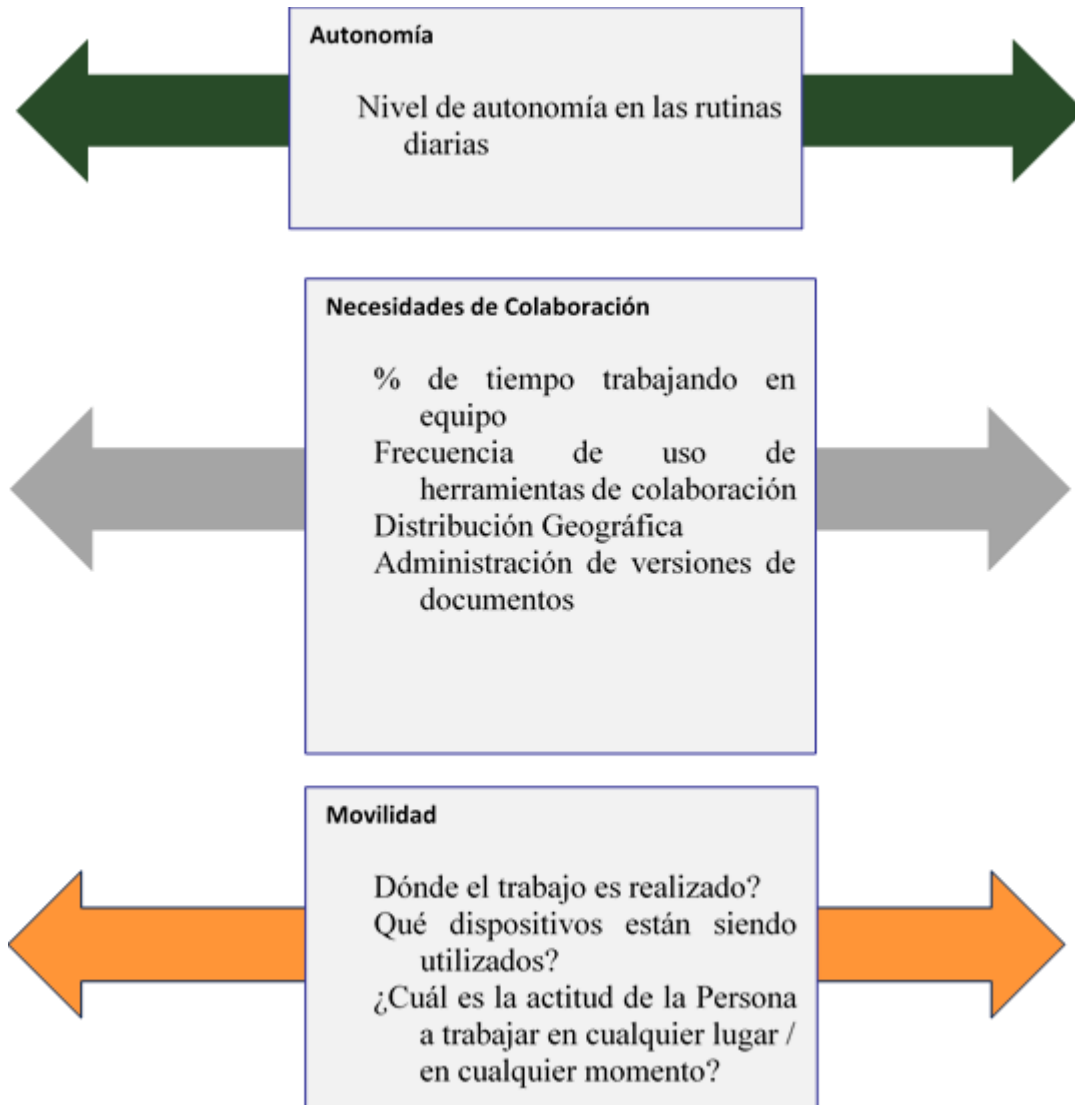 Autonomía
Nivel de autonomía en las rutinas
diarias
Necesidades de Colaboración
% de tiempo trabajando en
equipo
Frecuencia de uso de
herramientas de colaboración
Distribución Geográfica
Administración de versiones de
documentos
Movilidad
Dónde el trabajo es realizado?
Qué dispositivos están siendo
utilizados?
¿Cuál es la actitud de la Persona
a trabajar en cualquier lugar /
en cualquier momento?